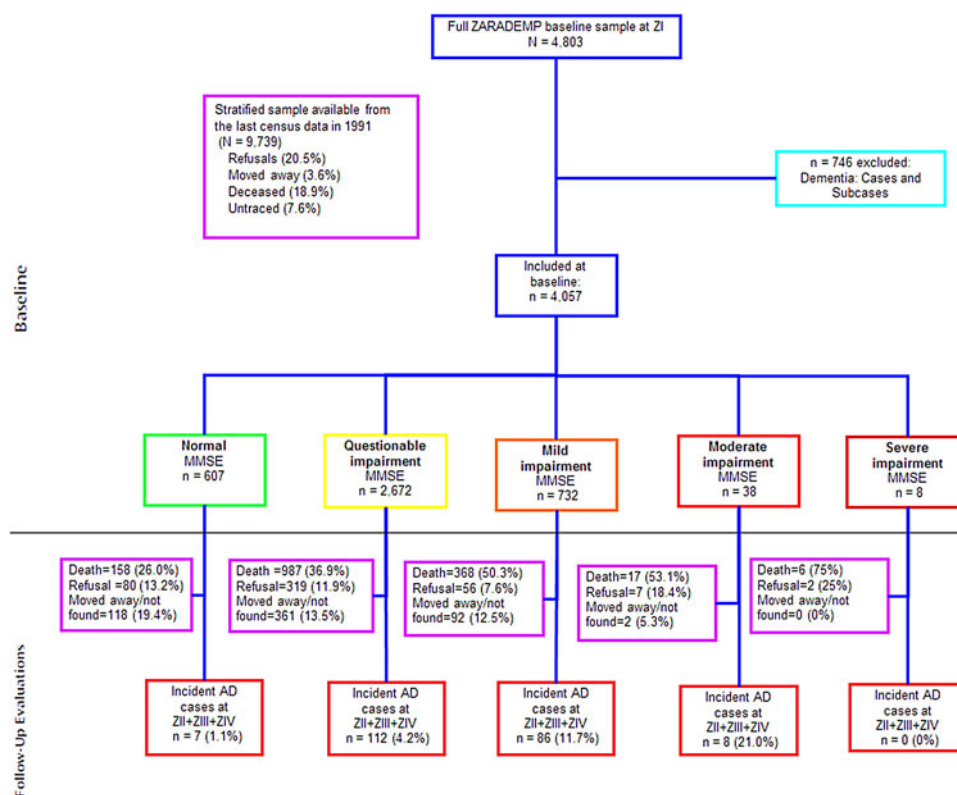 Full ZARADEMP baseline sample at ZI
N = 4,803
Stratified sample available from
the last census data in 1991
(N = 9,739)
Refusals (20.5%)
Moved away (3.6%)
Deceased (18.9%)
Untraced (7.6%)
n = 746 excluded:
Dementia: Cases and
Subcases
Baseline
Included at
baseline:
n = 4,057
Normal
MMSE
n = 607
Questionable
impairment
MMSE
n = 2,672
Mild
impairment
MMSE
n = 732
Moderate
impairment
MMSE
n = 38
Severe
impairment
MMSE
n = 8
Death=158 (26.0%)
Refusal =80 (13.2%)
Moved away/not
found=118 (19.4%)
Death =987 (36.9%)
Refusal=319 (11.9%)
Moved away/not
found=361 (13.5%)
Death=368 (50.3%)
Refusal=56 (7.6%)
Moved away/not
found=92 (12.5%)
Death=17 (53.1%)
Refusal=7 (18.4%)
Moved away/not
found=2 (5.3%)
Death=6 (75%)
Refusal=2 (25%)
Moved away/not
found=0 (0%)
Follow-Up Evaluations
Incident AD
cases at
ZII+ZIII+ZIV
n = 7 (1.1%)
Incident AD
cases at
ZII+ZIII+ZIV
n = 112 (4.2%)
Incident AD
cases at
ZII+ZIII+ZIV
n = 86 (11.7%)
Incident AD
cases at
ZII+ZIII+ZIV
n = 8 (21.0%)
Incident AD
cases at
ZII+ZIII+ZIV
n = 0 (0%)